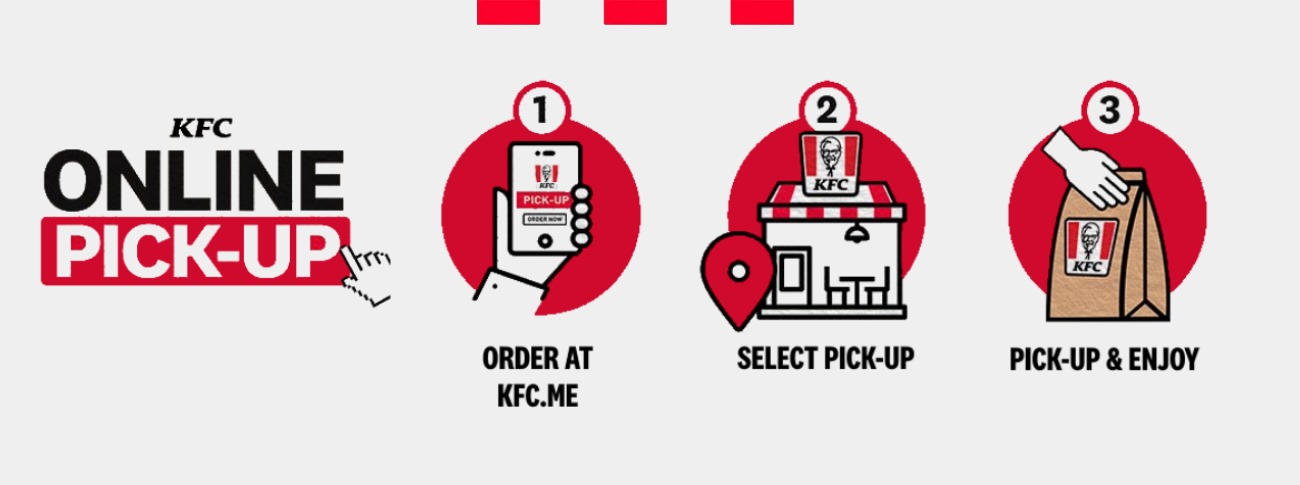 KFC
ONLINE
PICK-UP
1
KFC
PICK-UP
ORDER NOW
ORDER AT
KFC.ME
2
KFC
SELECT PICK-UP
3
KFC
PICK-UP & ENJOY